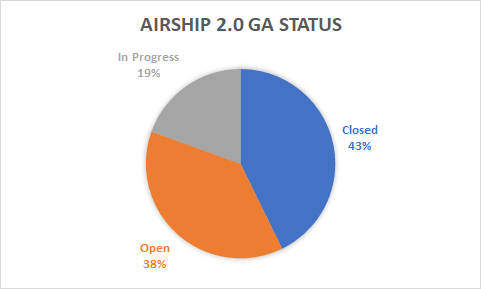 AIRSHIP 2.0 GA STATUS
In Progress
19%
Closed
43%
Open
38%